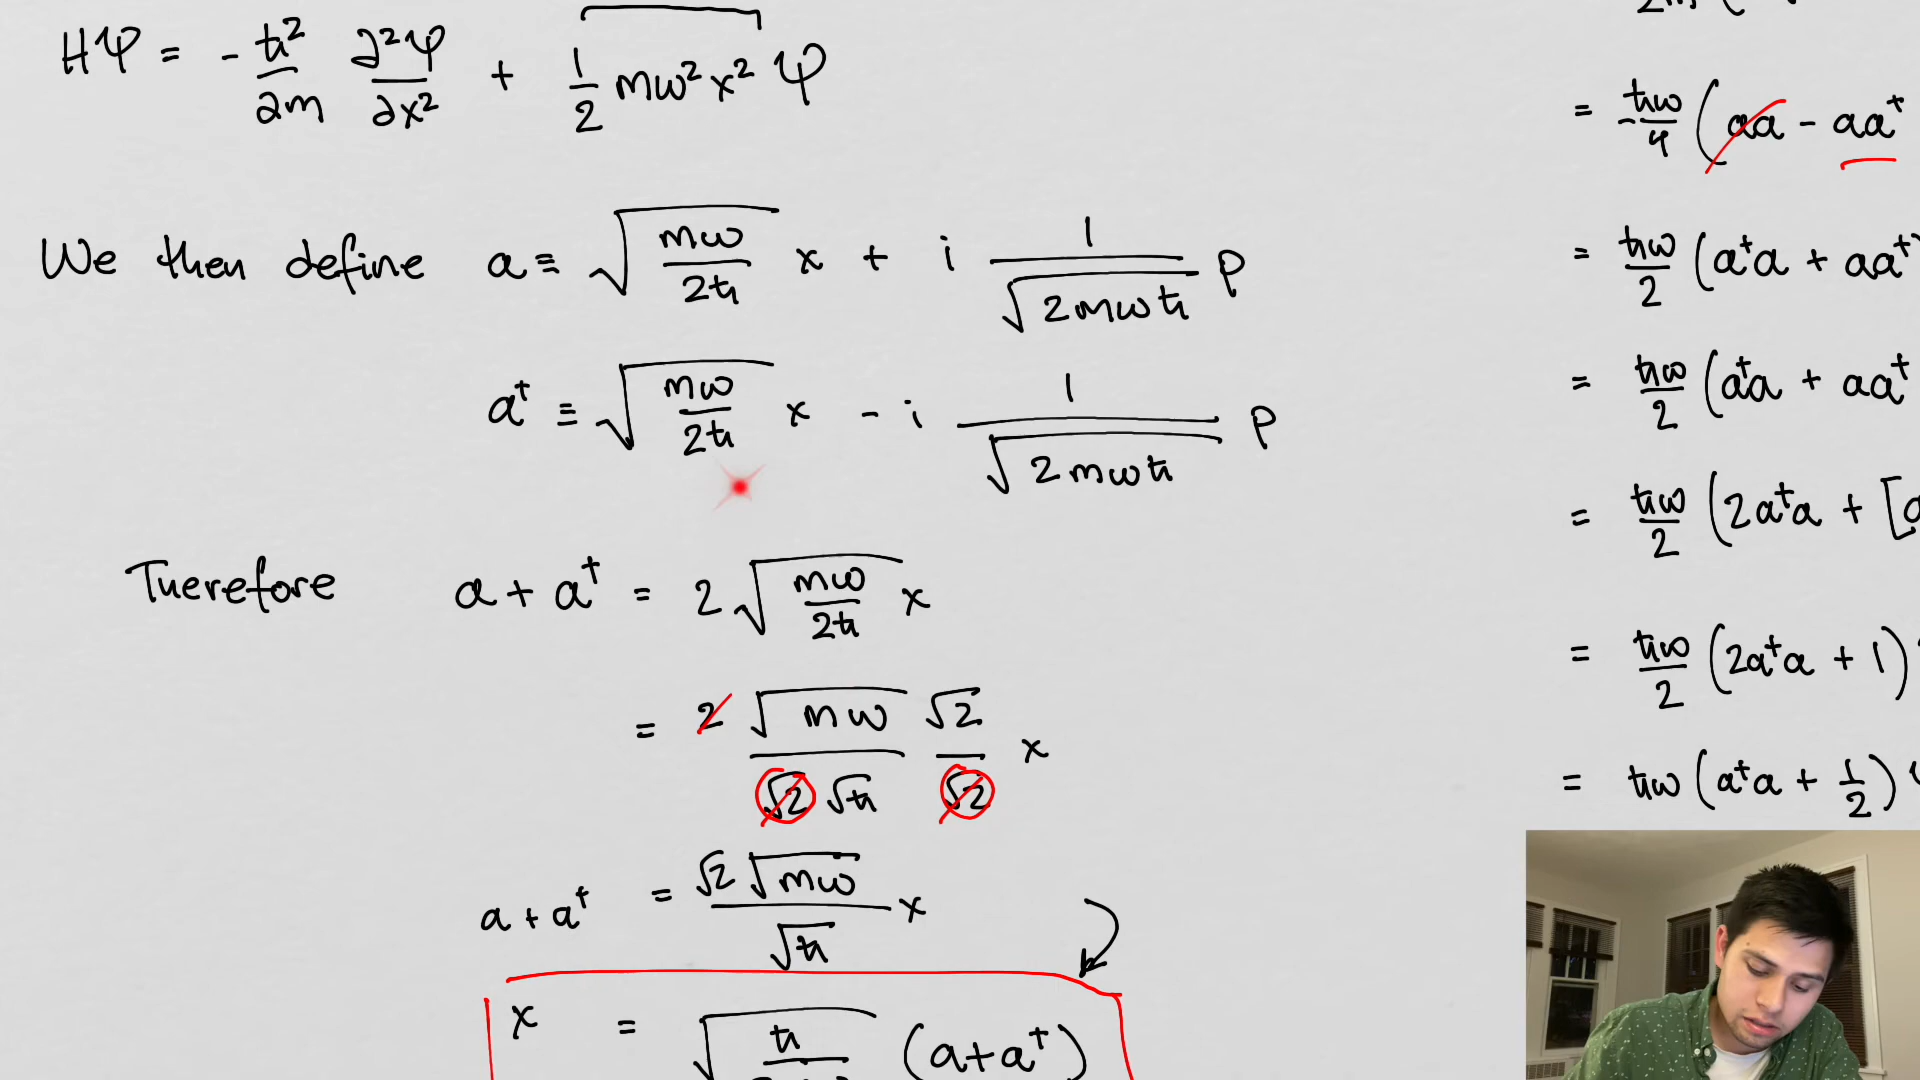 Hψ = - ħ²/2m ∂²ψ/∂x² + 1/2 mω²x² ψ
We then define a ≡ √(mω/2ħ) x + i 1/√(2mωħ) p
a† ≡ √(mω/2ħ) x - i 1/√(2mωħ) p
Therefore a + a† = 2 √(mω/2ħ) x
= 2 √(mω)/(√2 √ħ) √2/√2 x
a + a† = √2 √(mω)/√ħ x
x = √(ħ/ (a+a†)
= -ħω/4 (aa - aa†
= ħω/2 (a†a + aa†)
= ħω/2 (a†a + aa†
= ħω/2 (2a†a + [a
= ħω/2 (2a†a + 1)
= ħω (a†a + 1/2)